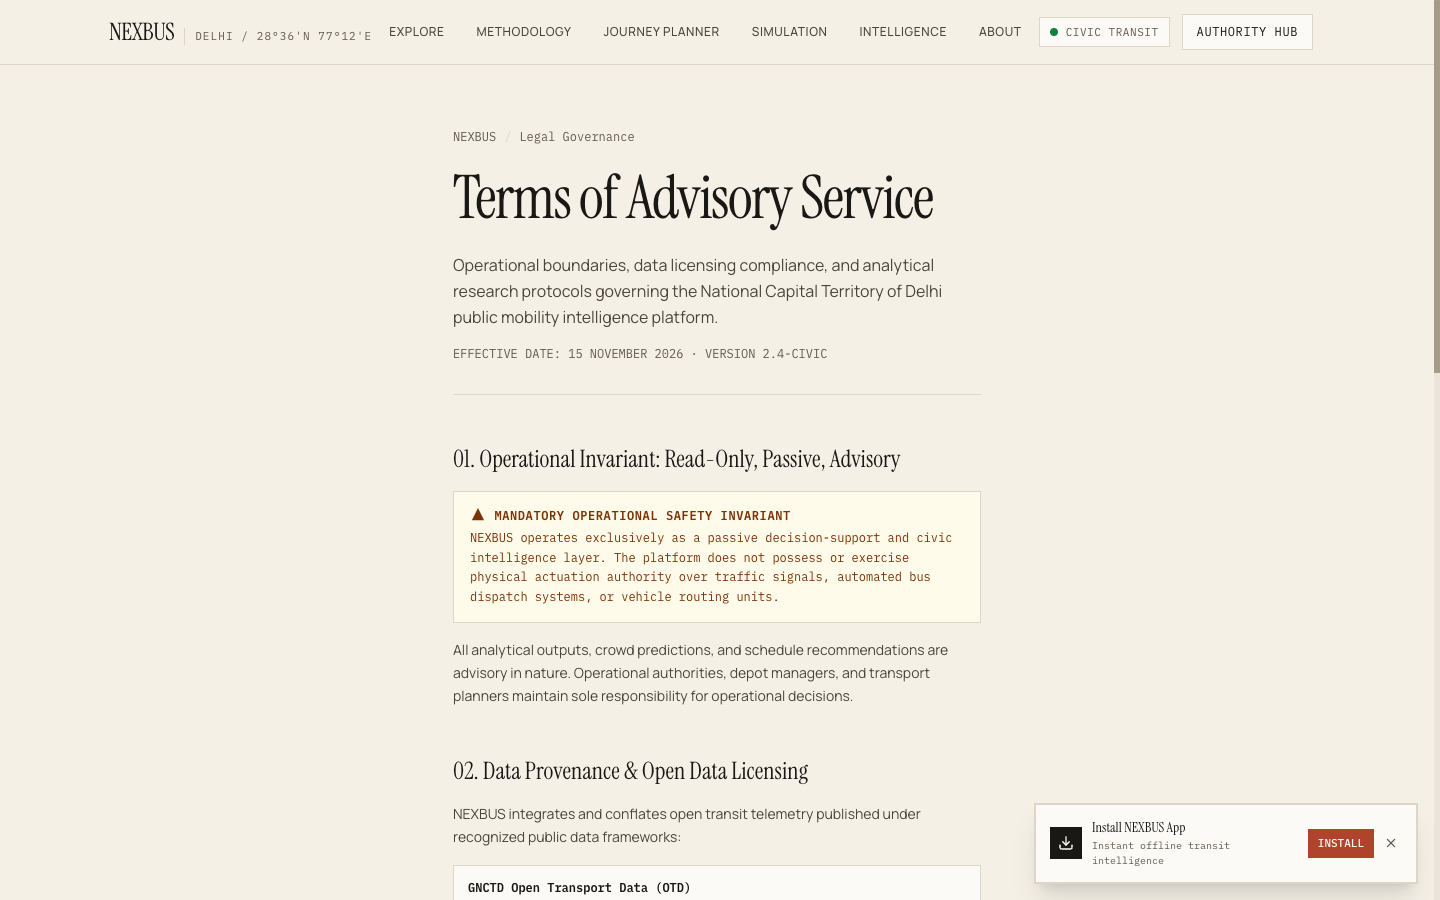 NEXBUS
DELHI / 28°36'N 77°12'E
EXPLORE
METHODOLOGY
JOURNEY PLANNER
SIMULATION
INTELLIGENCE
ABOUT
CIVIC TRANSIT
AUTHORITY HUB
NEXBUS / Legal Governance
Terms of Advisory Service
Operational boundaries, data licensing compliance, and analytical
research protocols governing the National Capital Territory of Delhi
public mobility intelligence platform.
EFFECTIVE DATE: 15 NOVEMBER 2026 · VERSION 2.4-CIVIC
01. Operational Invariant: Read-Only, Passive, Advisory
MANDATORY OPERATIONAL SAFETY INVARIANT
NEXBUS operates exclusively as a passive decision-support and civic
intelligence layer. The platform does not possess or exercise
physical actuation authority over traffic signals, automated bus
dispatch systems, or vehicle routing units.
All analytical outputs, crowd predictions, and schedule recommendations are
advisory in nature. Operational authorities, depot managers, and transport
planners maintain sole responsibility for operational decisions.
02. Data Provenance & Open Data Licensing
NEXBUS integrates and conflates open transit telemetry published under
recognized public data frameworks:
GNCTD Open Transport Data (OTD)
Install NEXBUS App
Instant offline transit
intelligence
INSTALL